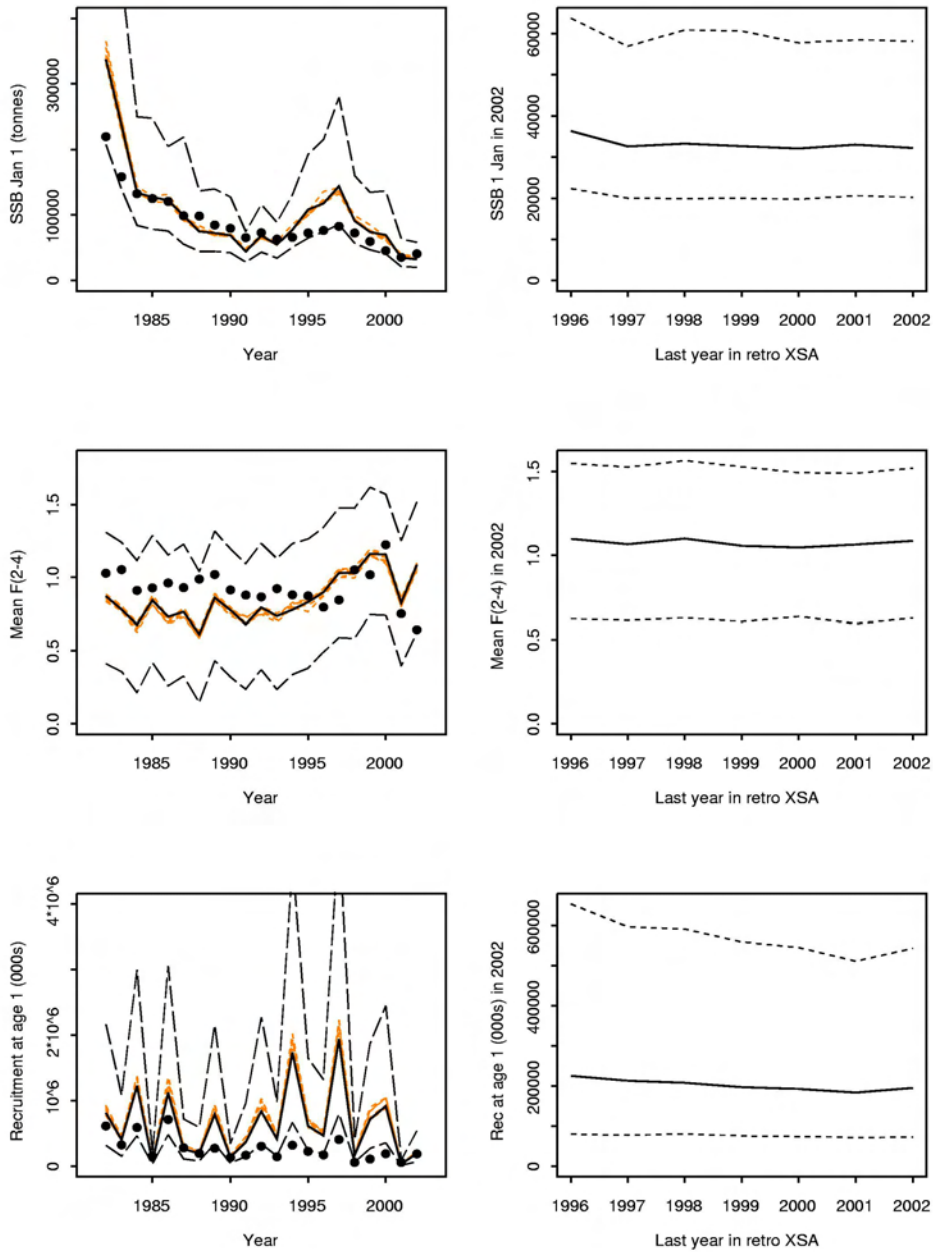 SSB Jan 1 (tonnes)
0
100000
300000
1985
1990
1995
2000
Year
SSB 1 Jan in 2002
0
20000
40000
60000
1996 1997 1998 1999 2000 2001 2002
Last year in retro XSA
Mean F(2-4)
0.0
0.5
1.0
1.5
1985
1990
1995
2000
Year
Mean F(2-4) in 2002
0.0
0.5
1.0
1.5
1996 1997 1998 1999 2000 2001 2002
Last year in retro XSA
Recruitment at age 1 (000s)
0
10^6
2*10^6
4*10^6
1985
1990
1995
2000
Year
Rec at age 1 (000s) in 2002
0
200000
400000
600000
1996 1997 1998 1999 2000 2001 2002
Last year in retro XSA